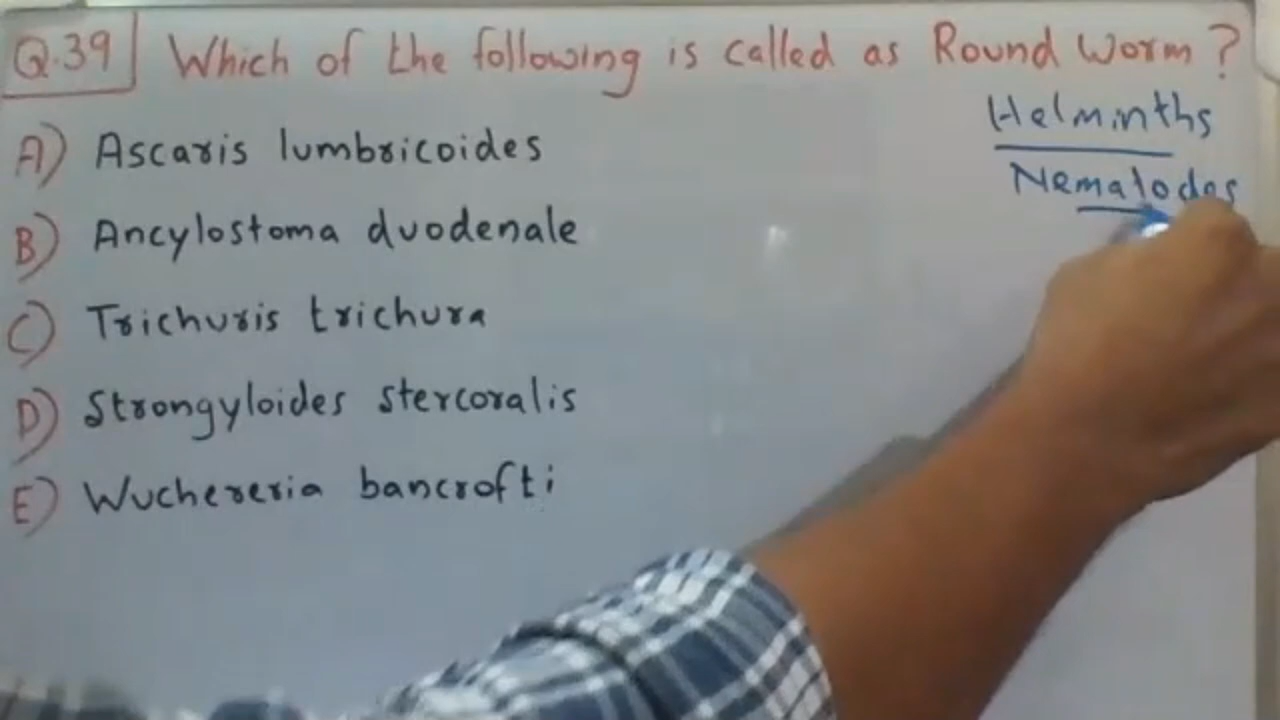 Q.39 Which of the following is called as Round Worm ?
Helminths
Nematodes
A) Ascaris lumbricoides
B) Ancylostoma duodenale
C) Trichuris trichura
D) Strongyloides stercoralis
E) Wuchereria bancrofti